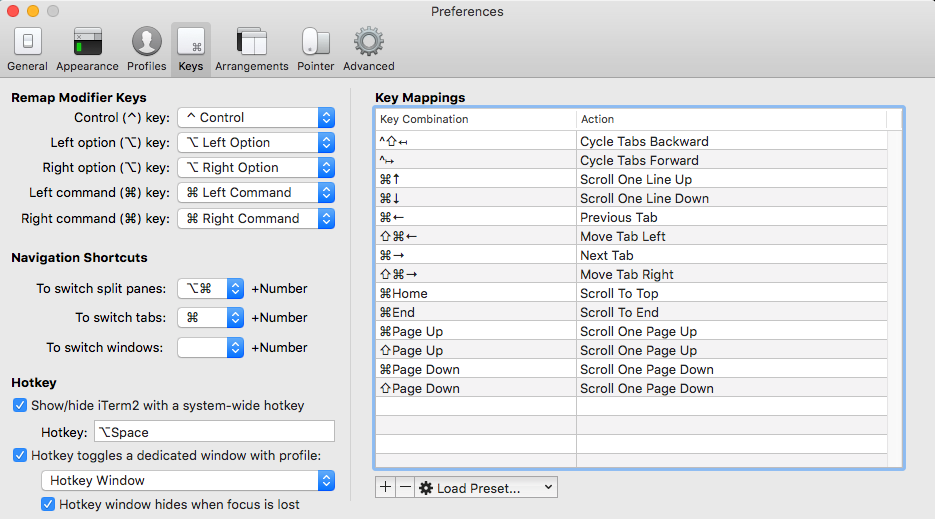 Preferences
General Appearance Profiles Keys Arrangements Pointer Advanced
Remap Modifier Keys
Control (^) key: ^ Control
Left option (⌥) key: ⌥ Left Option
Right option (⌥) key: ⌥ Right Option
Left command (⌘) key: ⌘ Left Command
Right command (⌘) key: ⌘ Right Command
Navigation Shortcuts
To switch split panes: ⌥⌘ +Number
To switch tabs: ⌘ +Number
To switch windows: +Number
Hotkey
Show/hide iTerm2 with a system-wide hotkey
Hotkey: ⌥Space
Hotkey toggles a dedicated window with profile:
Hotkey Window
Hotkey window hides when focus is lost
Key Mappings
Key Combination Action
^⇧↤ Cycle Tabs Backward
^↦ Cycle Tabs Forward
⌘↑ Scroll One Line Up
⌘↓ Scroll One Line Down
⌘← Previous Tab
⇧⌘← Move Tab Left
⌘→ Next Tab
⇧⌘→ Move Tab Right
⌘Home Scroll To Top
⌘End Scroll To End
⌘Page Up Scroll One Page Up
⇧Page Up Scroll One Page Up
⌘Page Down Scroll One Page Down
⇧Page Down Scroll One Page Down
+ − Load Preset...